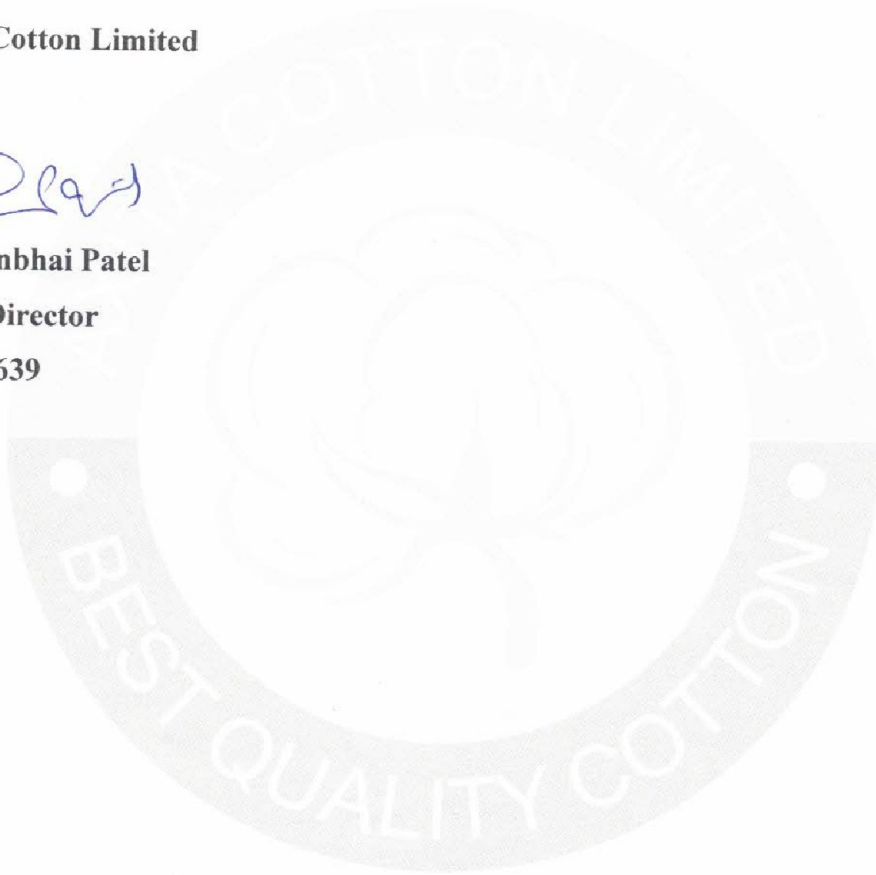 Cotton Limited
nbhai Patel
Director
639
COTTON LIMITED
BEST QUALITY COTTON